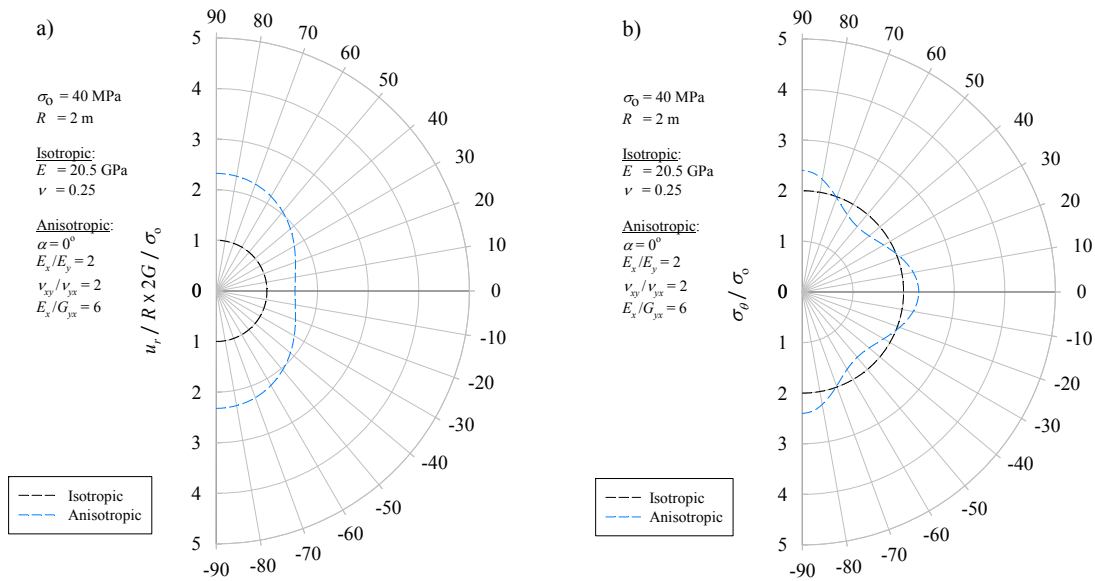 a)
σo = 40 MPa
R = 2 m
Isotropic:
E = 20.5 GPa
ν = 0.25
Anisotropic:
α = 0o
Ex/Ey = 2
νxy/νyx = 2
Ex/Gyx = 6
ur / R x 2G / σo
5
4
3
2
1
0
1
2
3
4
5
90
80
70
60
50
40
30
20
10
0
-10
-20
-30
-40
-50
-60
-70
-80
-90
Isotropic
Anisotropic
b)
σo = 40 MPa
R = 2 m
Isotropic:
E = 20.5 GPa
ν = 0.25
Anisotropic:
α = 0o
Ex/Ey = 2
νxy/νyx = 2
Ex/Gyx = 6
σθ / σo
5
4
3
2
1
0
1
2
3
4
5
90
80
70
60
50
40
30
20
10
0
-10
-20
-30
-40
-50
-60
-70
-80
-90
Isotropic
Anisotropic